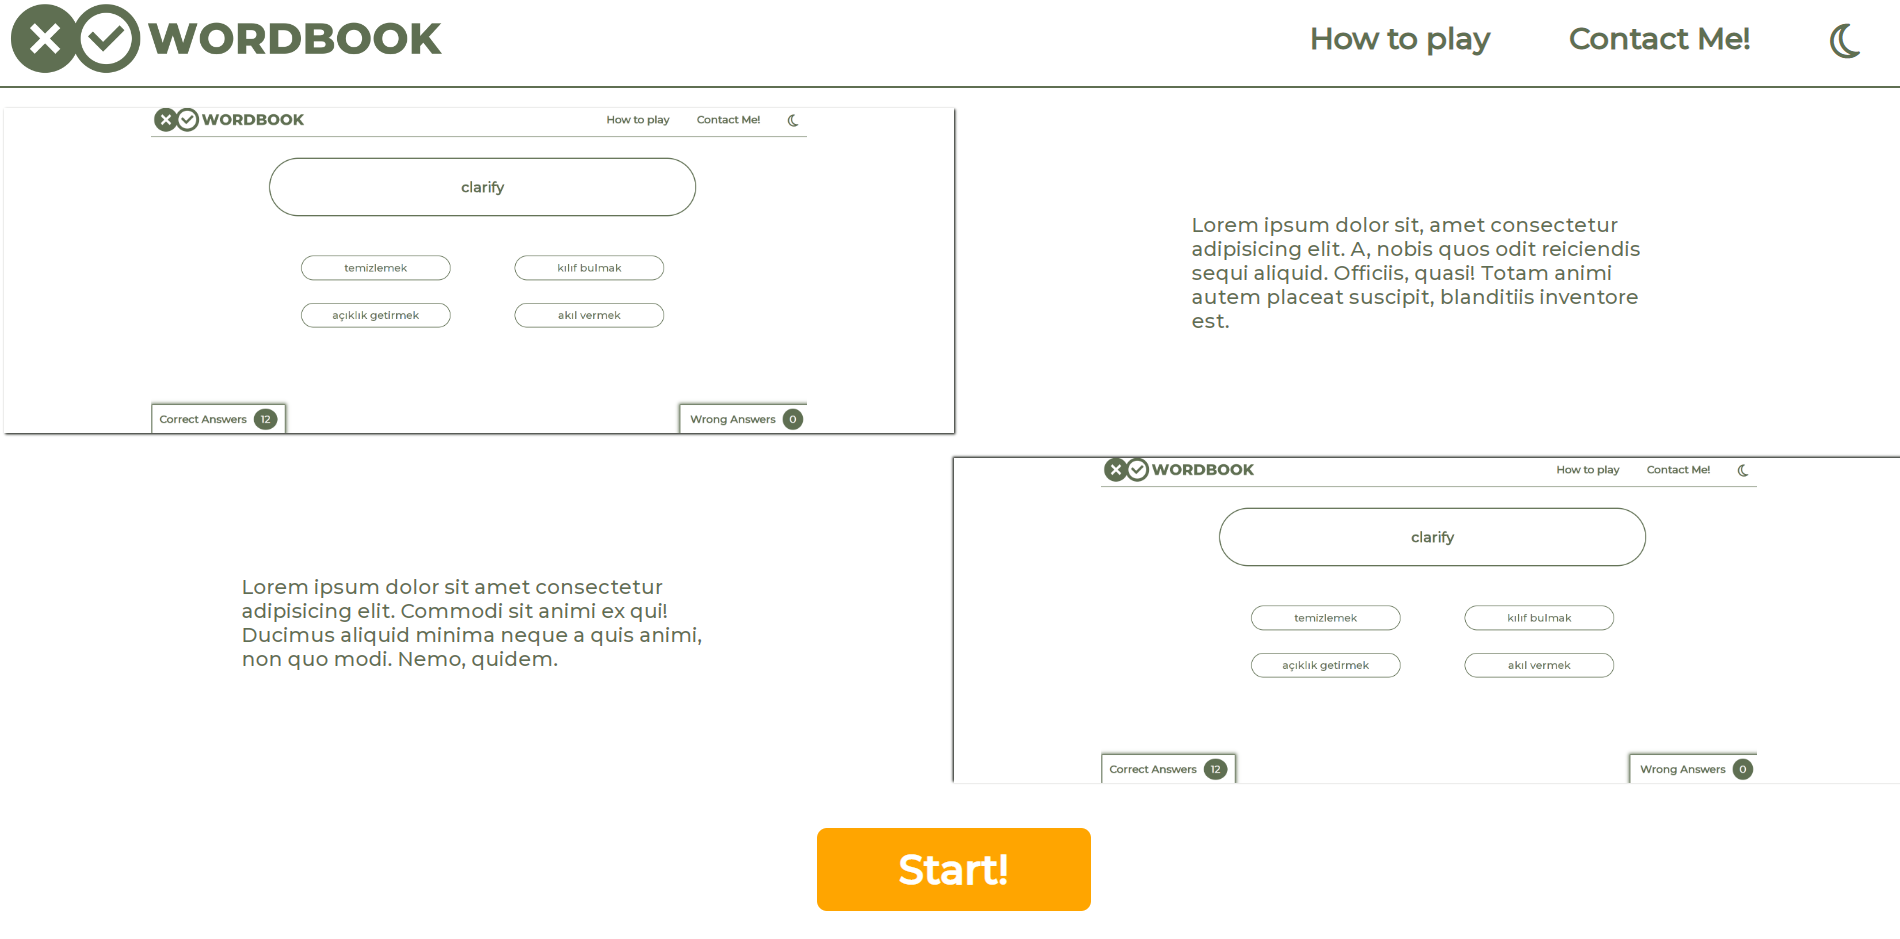 WORDBOOK
How to play
Contact Me!
WORDBOOK
How to play
Contact Me!
clarify
temizlemek
kılıf bulmak
açıklık getirmek
akıl vermek
Correct Answers 12
Wrong Answers 0
Lorem ipsum dolor sit, amet consectetur
adipisicing elit. A, nobis quos odit reiciendis
sequi aliquid. Officiis, quasi! Totam animi
autem placeat suscipit, blanditiis inventore
est.
Lorem ipsum dolor sit amet consectetur
adipisicing elit. Commodi sit animi ex qui!
Ducimus aliquid minima neque a quis animi,
non quo modi. Nemo, quidem.
WORDBOOK
How to play
Contact Me!
clarify
temizlemek
kılıf bulmak
açıklık getirmek
akıl vermek
Correct Answers 12
Wrong Answers 0
Start!